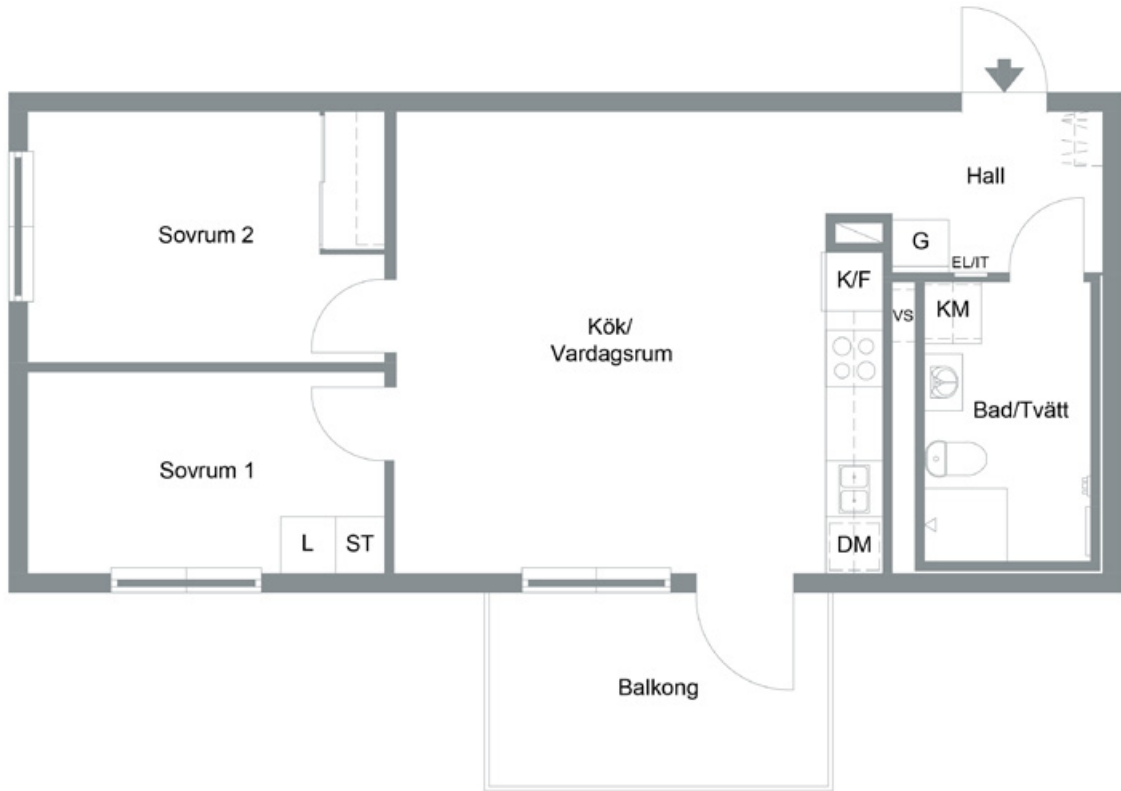 Hall
Sovrum 2
G
EL/IT
K/F
VS
KM
Kök/
Vardagsrum
Bad/Tvätt
Sovrum 1
L
ST
DM
Balkong